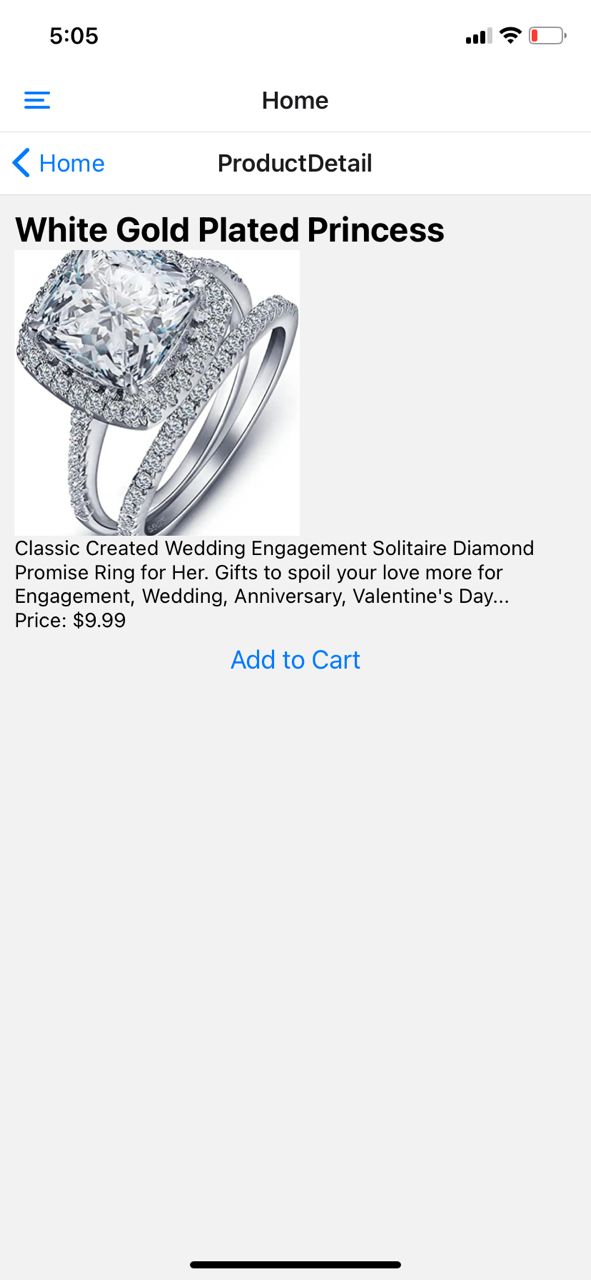 5:05
Home
Home
ProductDetail
White Gold Plated Princess
Classic Created Wedding Engagement Solitaire Diamond
Promise Ring for Her. Gifts to spoil your love more for
Engagement, Wedding, Anniversary, Valentine's Day...
Price: $9.99
Add to Cart